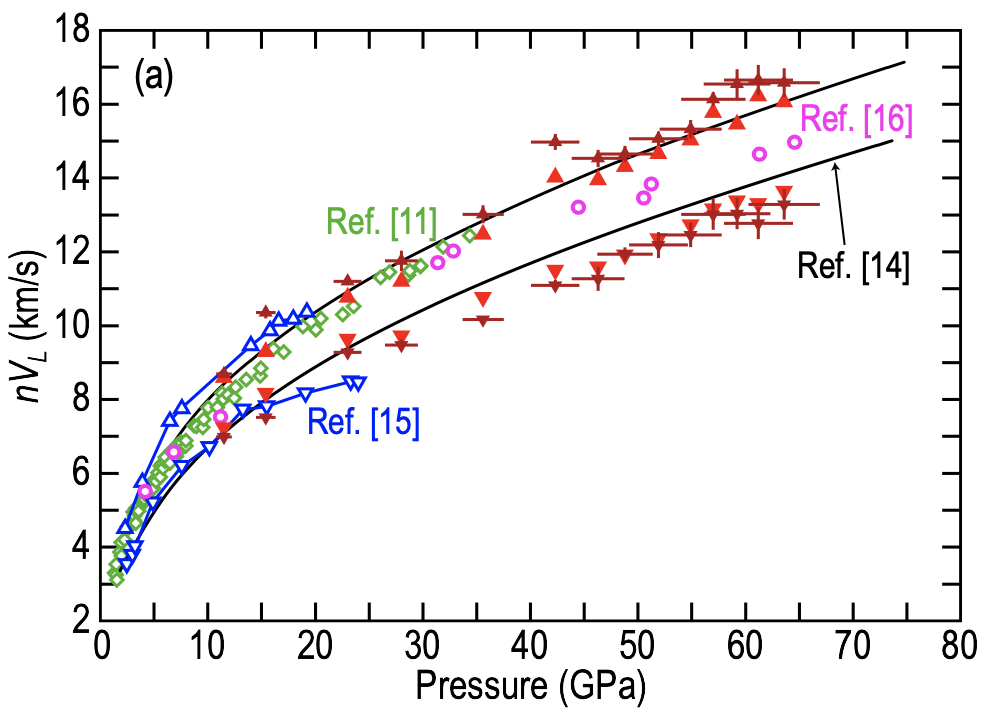 18
16
14
12
10
8
6
4
2
nV_L (km/s)
(a)
Ref. [16]
Ref. [11]
Ref. [14]
Ref. [15]
0 10 20 30 40 50 60 70 80
Pressure (GPa)